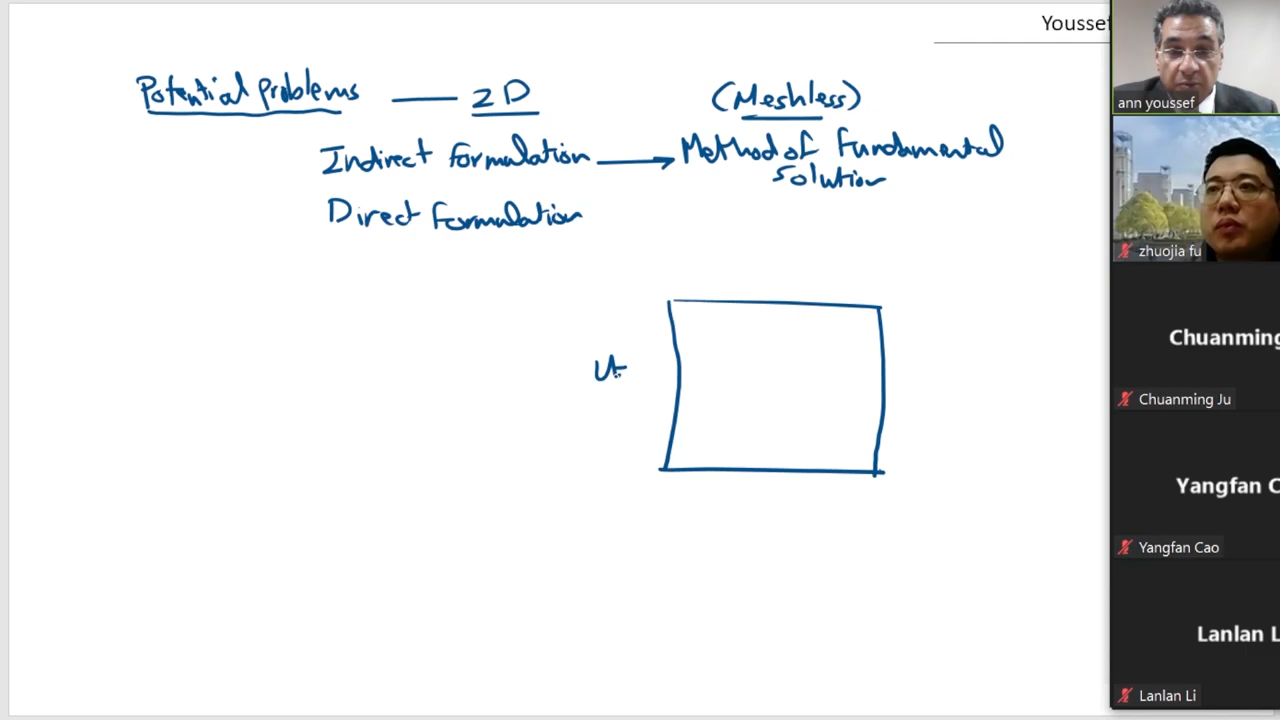 Youssef
Potential problems — 2D
(Meshless)
Indirect formulation → Method of Fundamental
Solution
Direct formulation
ann youssef
zhuojia fu
Chuanming
Chuanming Ju
Yangfan C
Yangfan Cao
Lanlan L
Lanlan Li